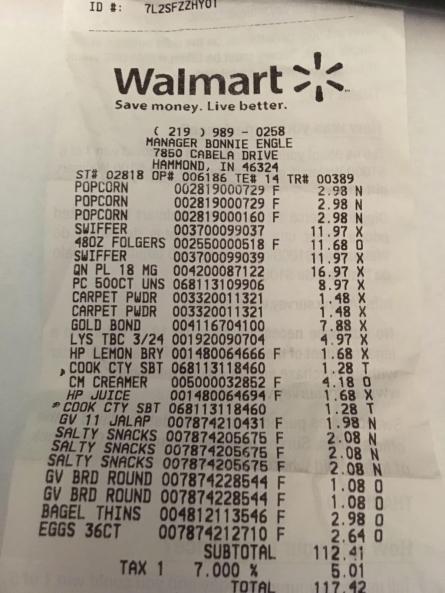 ID #: 7L2SFZZHY01
Walmart
Save money. Live better.
( 219 ) 989 - 0258
MANAGER BONNIE ENGLE
7850 CABELA DRIVE
HAMMOND, IN 46324
ST# 02818 OP# 006186 TE# 14 TR# 00389
POPCORN 002819000729 F 2.98 N
POPCORN 002819000729 F 2.98 N
POPCORN 002819000160 F 2.98 N
SWIFFER 003700099037 11.97 X
48OZ FOLGERS 002550000518 F 11.68 O
SWIFFER 003700099039 11.97 X
QN PL 18 MG 004200087122 16.97 X
PC 500CT UNS 068113109906 8.97 X
CARPET PWDR 003320011321 1.48 X
CARPET PWDR 003320011321 1.48 X
GOLD BOND 004116704100 7.88 X
LYS TBC 3/24 001920090704 4.97 X
HP LEMON BRY 001480064666 F 1.68 X
COOK CTY SBT 068113118460 1.28 T
CM CREAMER 005000032852 F 4.18 O
HP JUICE 001480064694 F 1.68 X
COOK CTY SBT 068113118460 1.28 T
GV 11 JALAP 007874210431 F 1.98 N
SALTY SNACKS 007874205675 F 2.08 N
SALTY SNACKS 007874205675 F 2.08 N
SALTY SNACKS 007874205675 F 2.08 N
GV BRD ROUND 007874228544 F 1.08 O
GV BRD ROUND 007874228544 F 1.08 O
BAGEL THINS 004812113546 F 2.98 O
EGGS 36CT 007874212710 F 2.64 O
SUBTOTAL 112.41
TAX 1 7.000 % 5.01
TOTAL 117.42